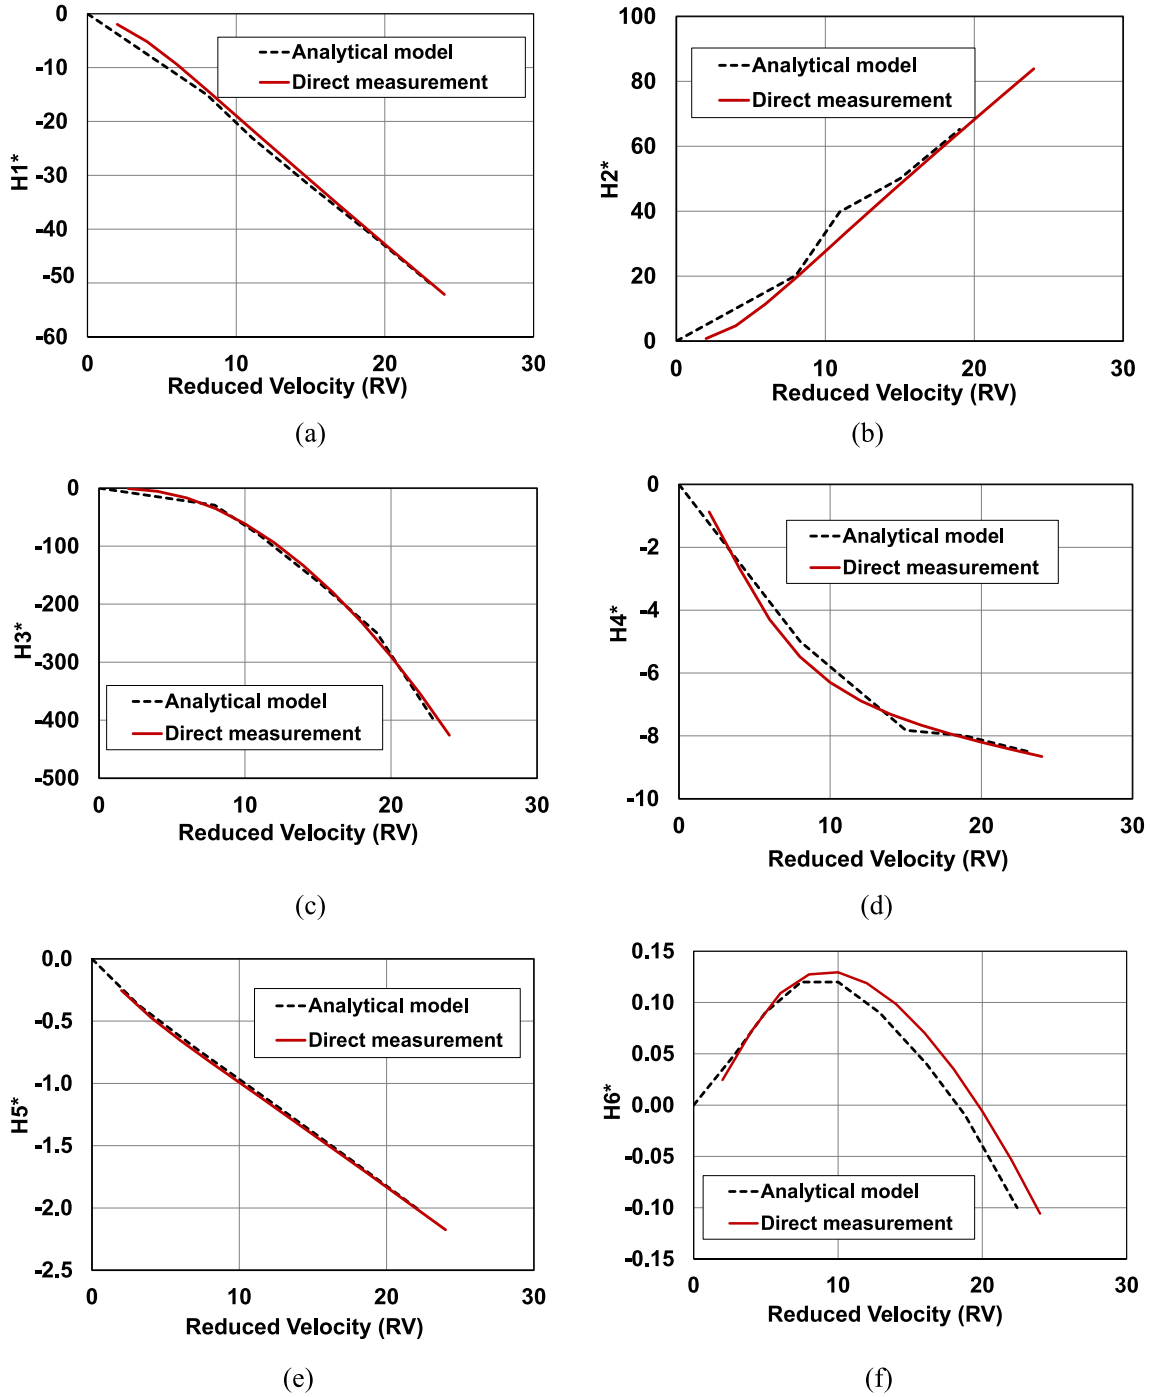 0
-10
-20
-30
-40
-50
-60
H1*
Analytical model
Direct measurement
0 10 20 30
Reduced Velocity (RV)
(a)
100
80
60
40
20
0
H2*
Analytical model
Direct measurement
0 10 20 30
Reduced Velocity (RV)
(b)
0
-100
-200
-300
-400
-500
H3*
Analytical model
Direct measurement
0 10 20 30
Reduced Velocity (RV)
(c)
0
-2
-4
-6
-8
-10
H4*
Analytical model
Direct measurement
0 10 20 30
Reduced Velocity (RV)
(d)
0.0
-0.5
-1.0
-1.5
-2.0
-2.5
H5*
Analytical model
Direct measurement
0 10 20 30
Reduced Velocity (RV)
(e)
0.15
0.10
0.05
0.00
-0.05
-0.10
-0.15
H6*
Analytical model
Direct measurement
0 10 20 30
Reduced Velocity (RV)
(f)